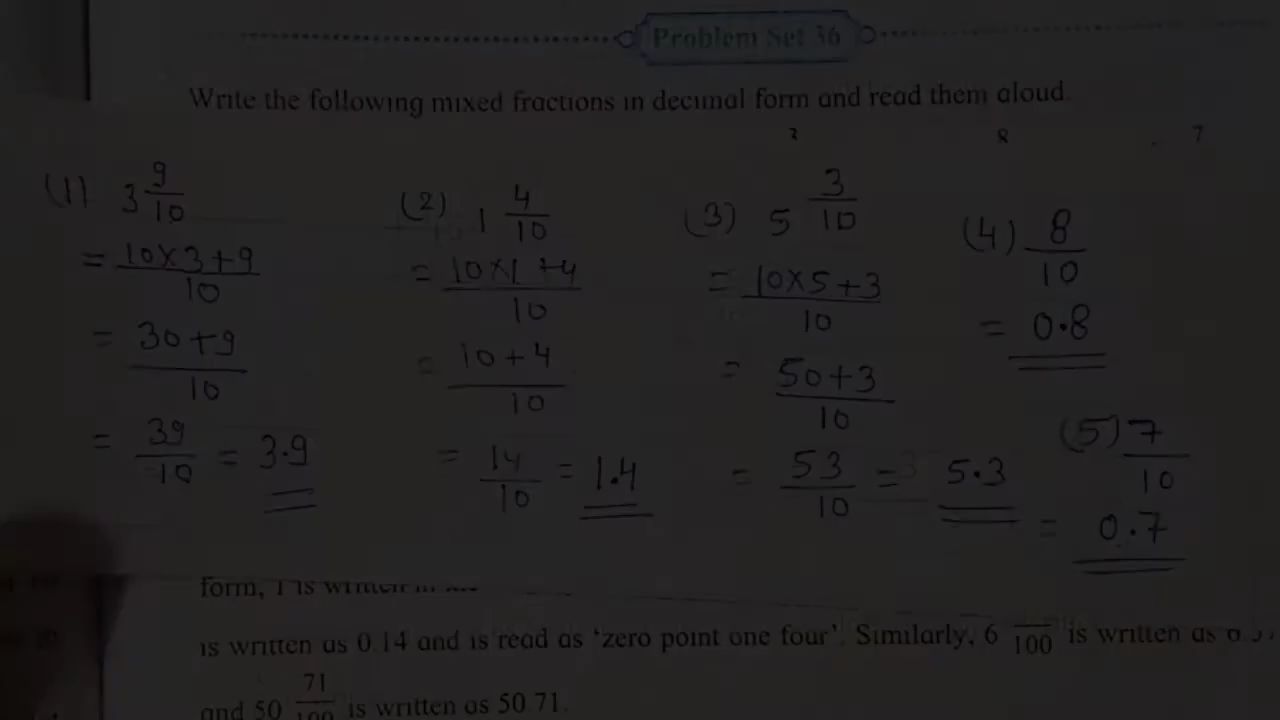 Problem Set 36
Write the following mixed fractions in decimal form and read them aloud.
3 8 7
(1) 3 9/10
= 10×3+9/10
= 30+9/10
= 39/10 = 3.9
(2) 1 4/10
= 10×1+4/10
= 10+4/10
= 14/10 = 1.4
(3) 5 3/10
= 10×5+3/10
= 50+3/10
= 53/10 = 5.3
(4) 8/10
= 0.8
(5) 7/10
= 0.7
form, 1 is written in
is written as 0.14 and is read as ‘zero point one four’. Similarly, 6 /100 is written as
and 50 71/100 is written as 50.71.